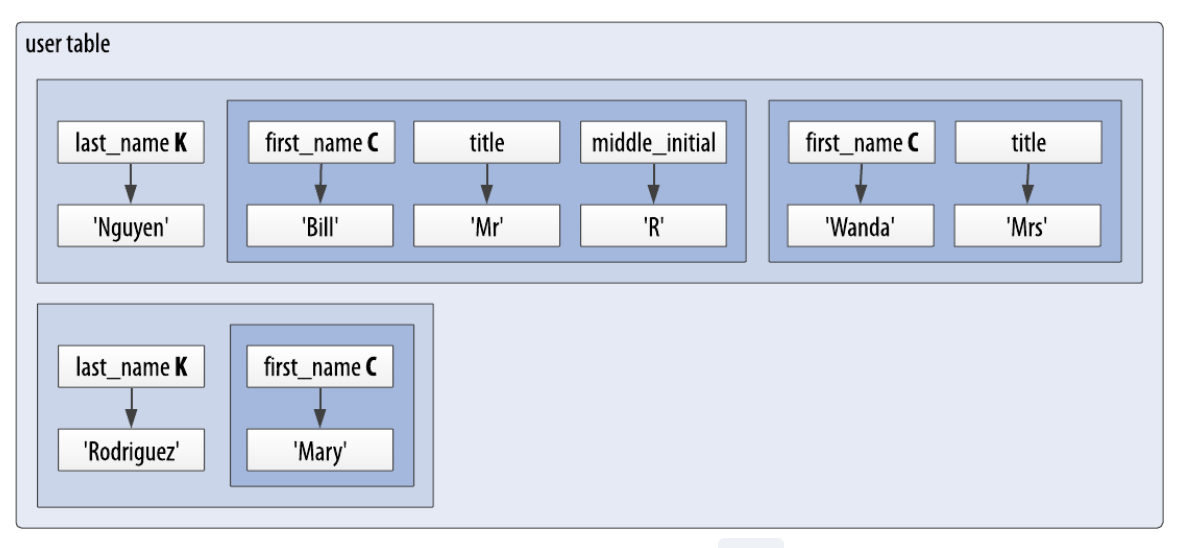 user table
last_name K first_name C title middle_initial first_name C title
'Nguyen' 'Bill' 'Mr' 'R' 'Wanda' 'Mrs'
last_name K first_name C
'Rodriguez' 'Mary'